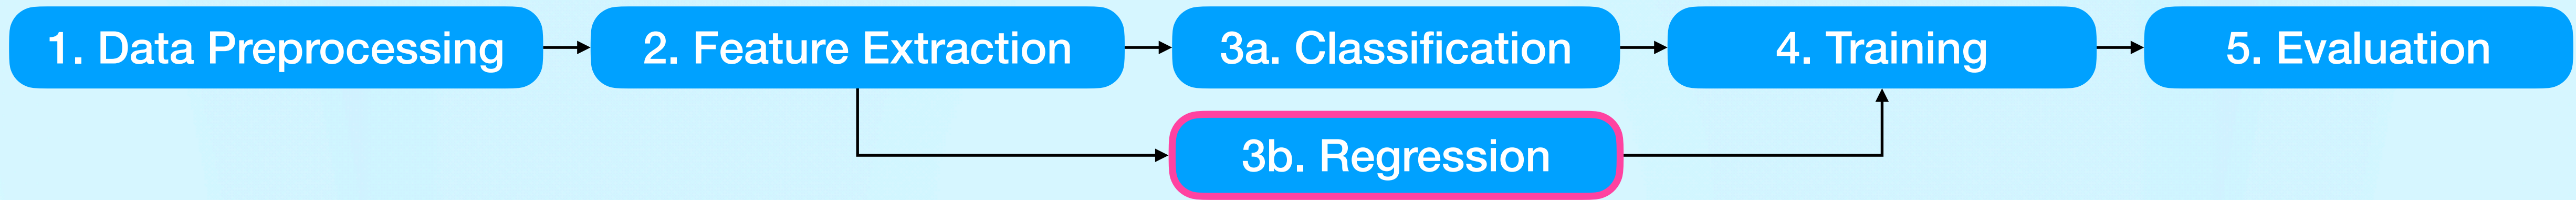 1. Data Preprocessing
2. Feature Extraction
3a. Classification
4. Training
5. Evaluation
3b. Regression